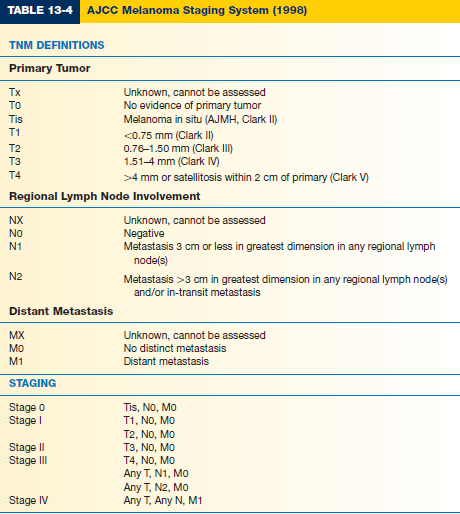 TABLE 13-4 AJCC Melanoma Staging System (1998)
TNM DEFINITIONS
Primary Tumor
Tx Unknown, cannot be assessed
T0 No evidence of primary tumor
Tis Melanoma in situ (AJMH, Clark II)
T1 <0.75 mm (Clark II)
T2 0.76–1.50 mm (Clark III)
T3 1.51–4 mm (Clark IV)
T4 >4 mm or satellitosis within 2 cm of primary (Clark V)
Regional Lymph Node Involvement
NX Unknown, cannot be assessed
N0 Negative
N1 Metastasis 3 cm or less in greatest dimension in any regional lymph
node(s)
N2 Metastasis >3 cm in greatest dimension in any regional lymph node(s)
and/or in-transit metastasis
Distant Metastasis
MX Unknown, cannot be assessed
M0 No distinct metastasis
M1 Distant metastasis
STAGING
Stage 0 Tis, N0, M0
Stage I T1, N0, M0
T2, N0, M0
Stage II T3, N0, M0
Stage III T4, N0, M0
Any T, N1, M0
Any T, N2, M0
Stage IV Any T, Any N, M1